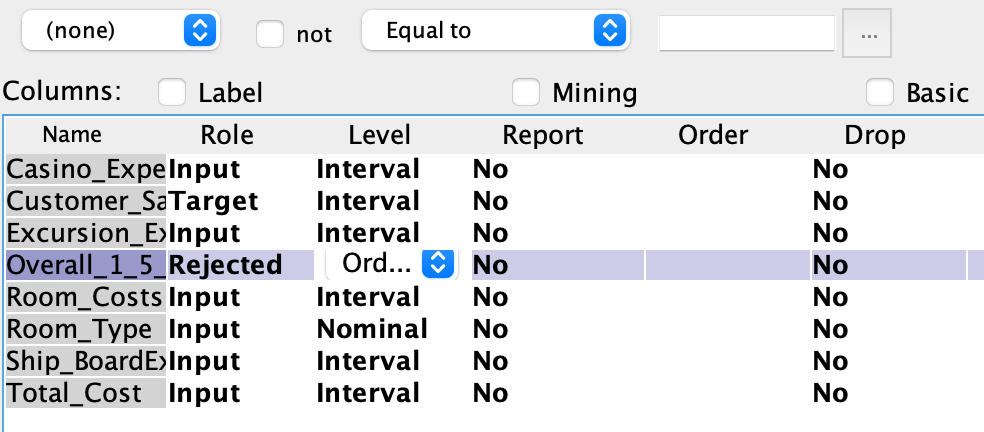 (none) not Equal to ...
Columns: Label Mining Basic
Name Role Level Report Order Drop
Casino_Expe Input Interval No No
Customer_Sa Target Interval No No
Excursion_Ex Input Interval No No
Overall_1_5_ Rejected Ord... No No
Room_Costs Input Interval No No
Room_Type Input Nominal No No
Ship_BoardEx Input Interval No No
Total_Cost Input Interval No No